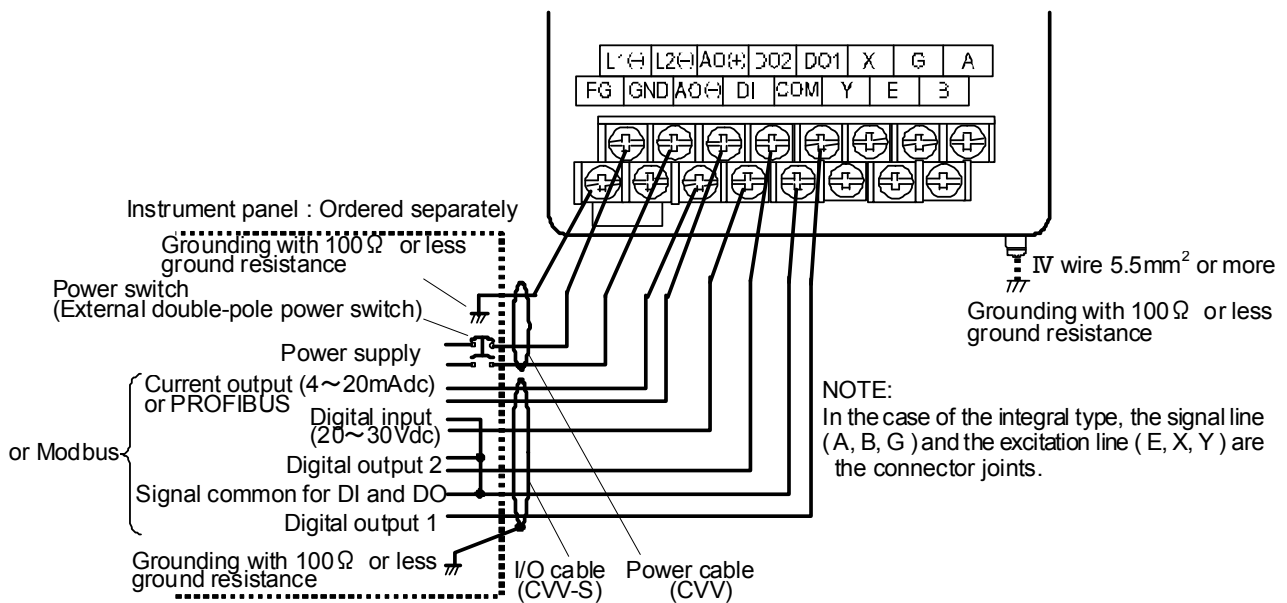 L1(-) L2(-) AO(+) DO2 DO1 X G A
FG GND AO(-) DI COM Y E B
Instrument panel : Ordered separately
Grounding with 100Ω or less
ground resistance
Power switch
(External double-pole power switch)
Power supply
Current output (4～20mAdc)
or PROFIBUS
Digital input
(20～30Vdc)
or Modbus
Digital output 2
Signal common for DI and DO
Digital output 1
Grounding with 100Ω or less
ground resistance
I/O cable
(CVV-S)
Power cable
(CVV)
IV wire 5.5mm² or more
Grounding with 100Ω or less
ground resistance
NOTE:
In the case of the integral type, the signal line
( A, B, G ) and the excitation line ( E, X, Y ) are
the connector joints.